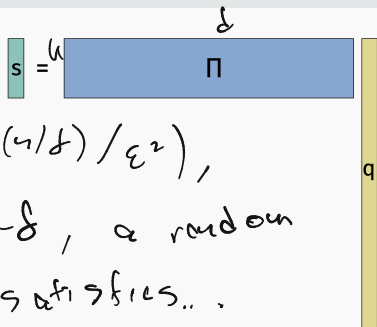 d
s = k Π
q
(n/δ)/ε²),
-δ, a random
satisfies...